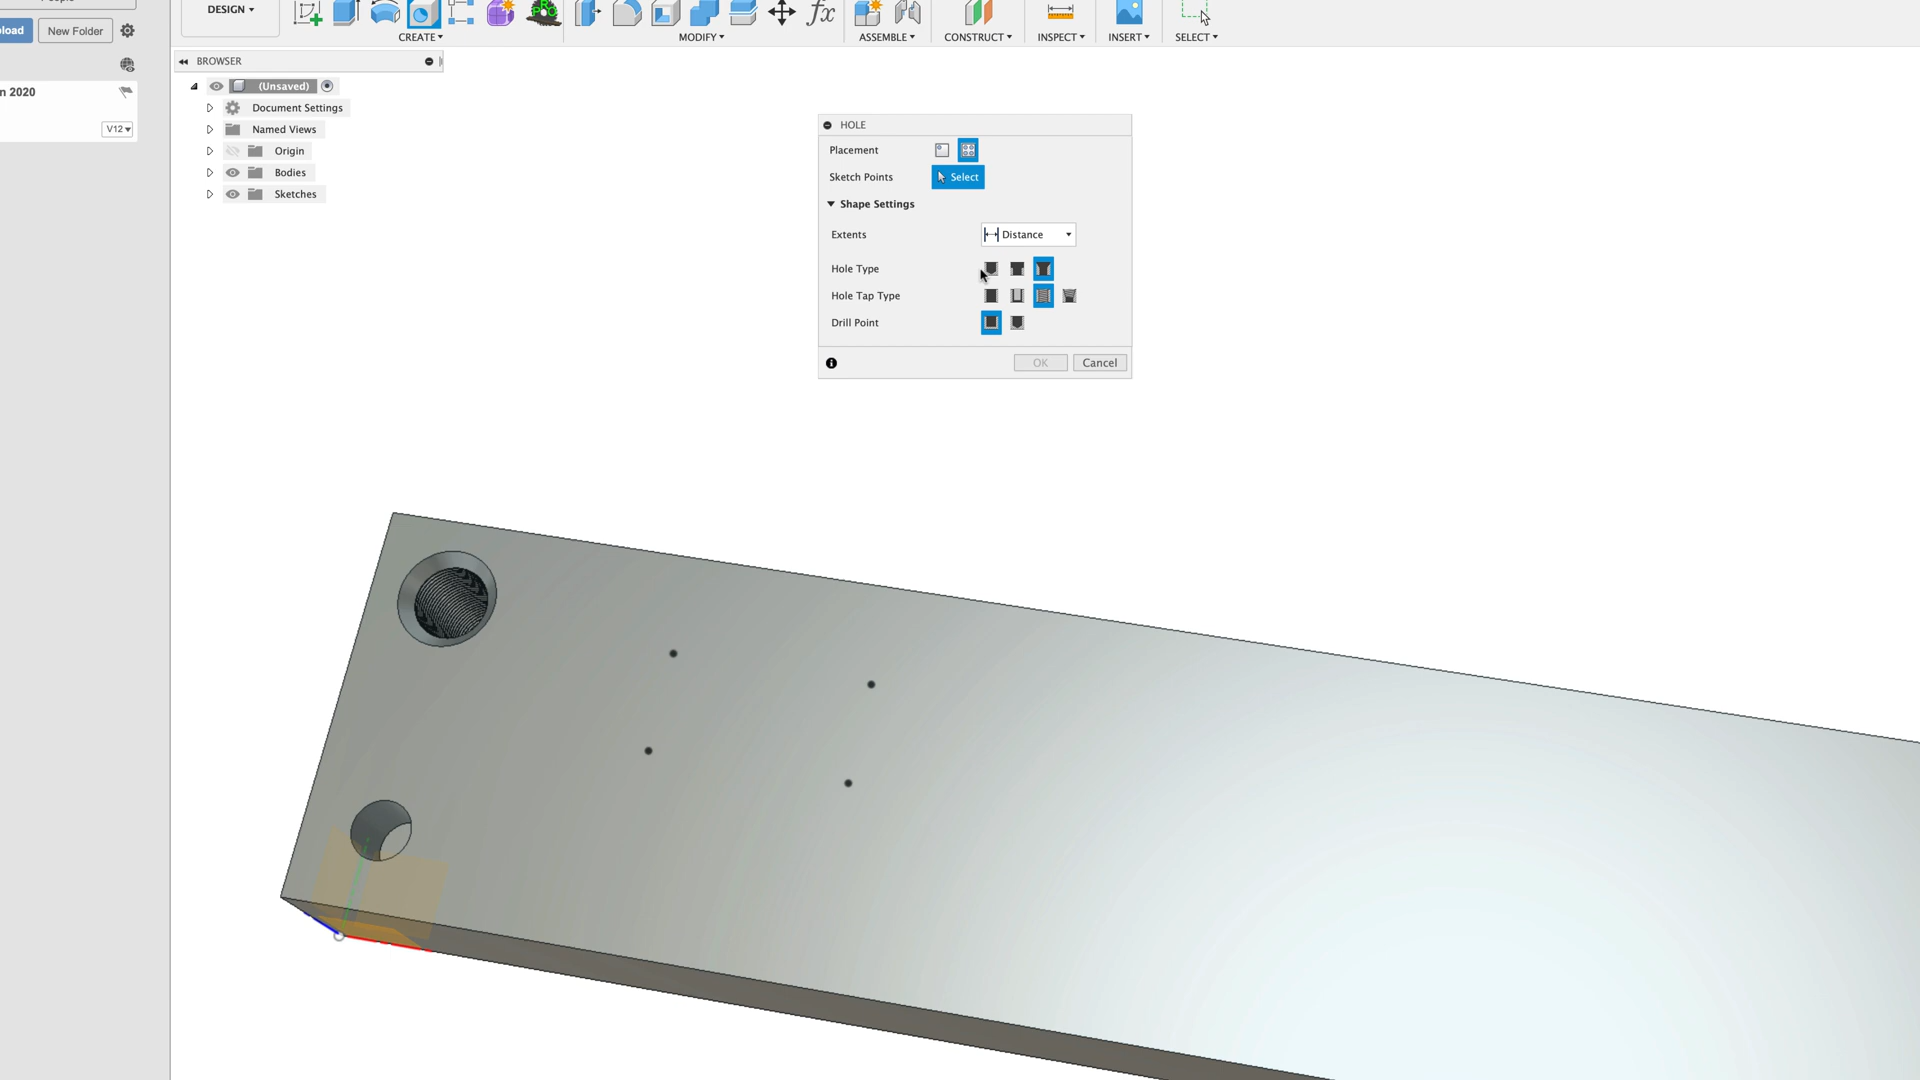 DESIGN
CREATE
MODIFY
fx
ASSEMBLE
CONSTRUCT
INSPECT
INSERT
SELECT
New Folder
BROWSER
(Unsaved)
Document Settings
Named Views
Origin
Bodies
Sketches
n 2020
V12
HOLE
Placement
Sketch Points
Select
Shape Settings
Extents
Distance
Hole Type
Hole Tap Type
Drill Point
OK
Cancel